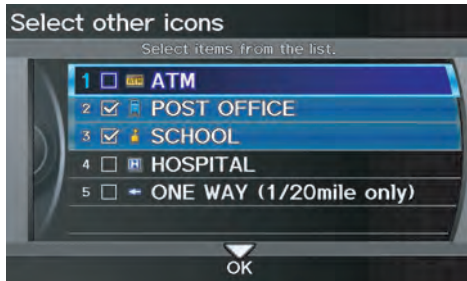 Select other icons
Select items from the list.
1 ATM ATM
2 POST OFFICE
3 SCHOOL
4 H HOSPITAL
5 ONE WAY (1/20mile only)
OK